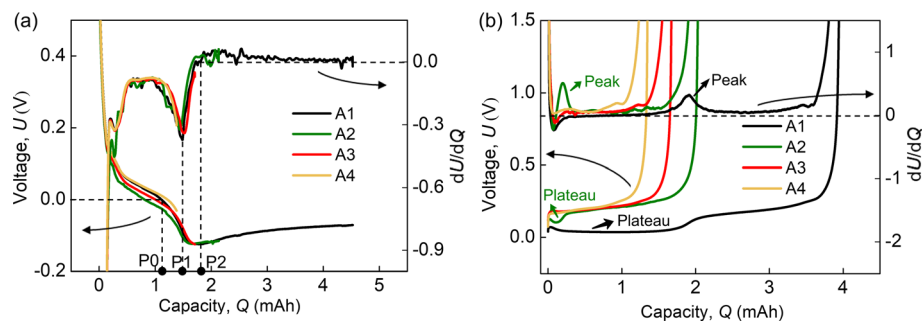 (a)
Voltage, U (V)
0.4
0.2
0.0
-0.2
0.0
-0.3
-0.6
-0.9
dU/dQ
A1
A2
A3
A4
P0
P1
P2
0
1
2
3
4
5
Capacity, Q (mAh)
(b)
Voltage, U (V)
1.5
1.0
0.5
0.0
1
0
-1
-2
dU/dQ
Peak
Peak
A1
A2
A3
A4
Plateau
Plateau
0
1
2
3
4
Capacity, Q (mAh)